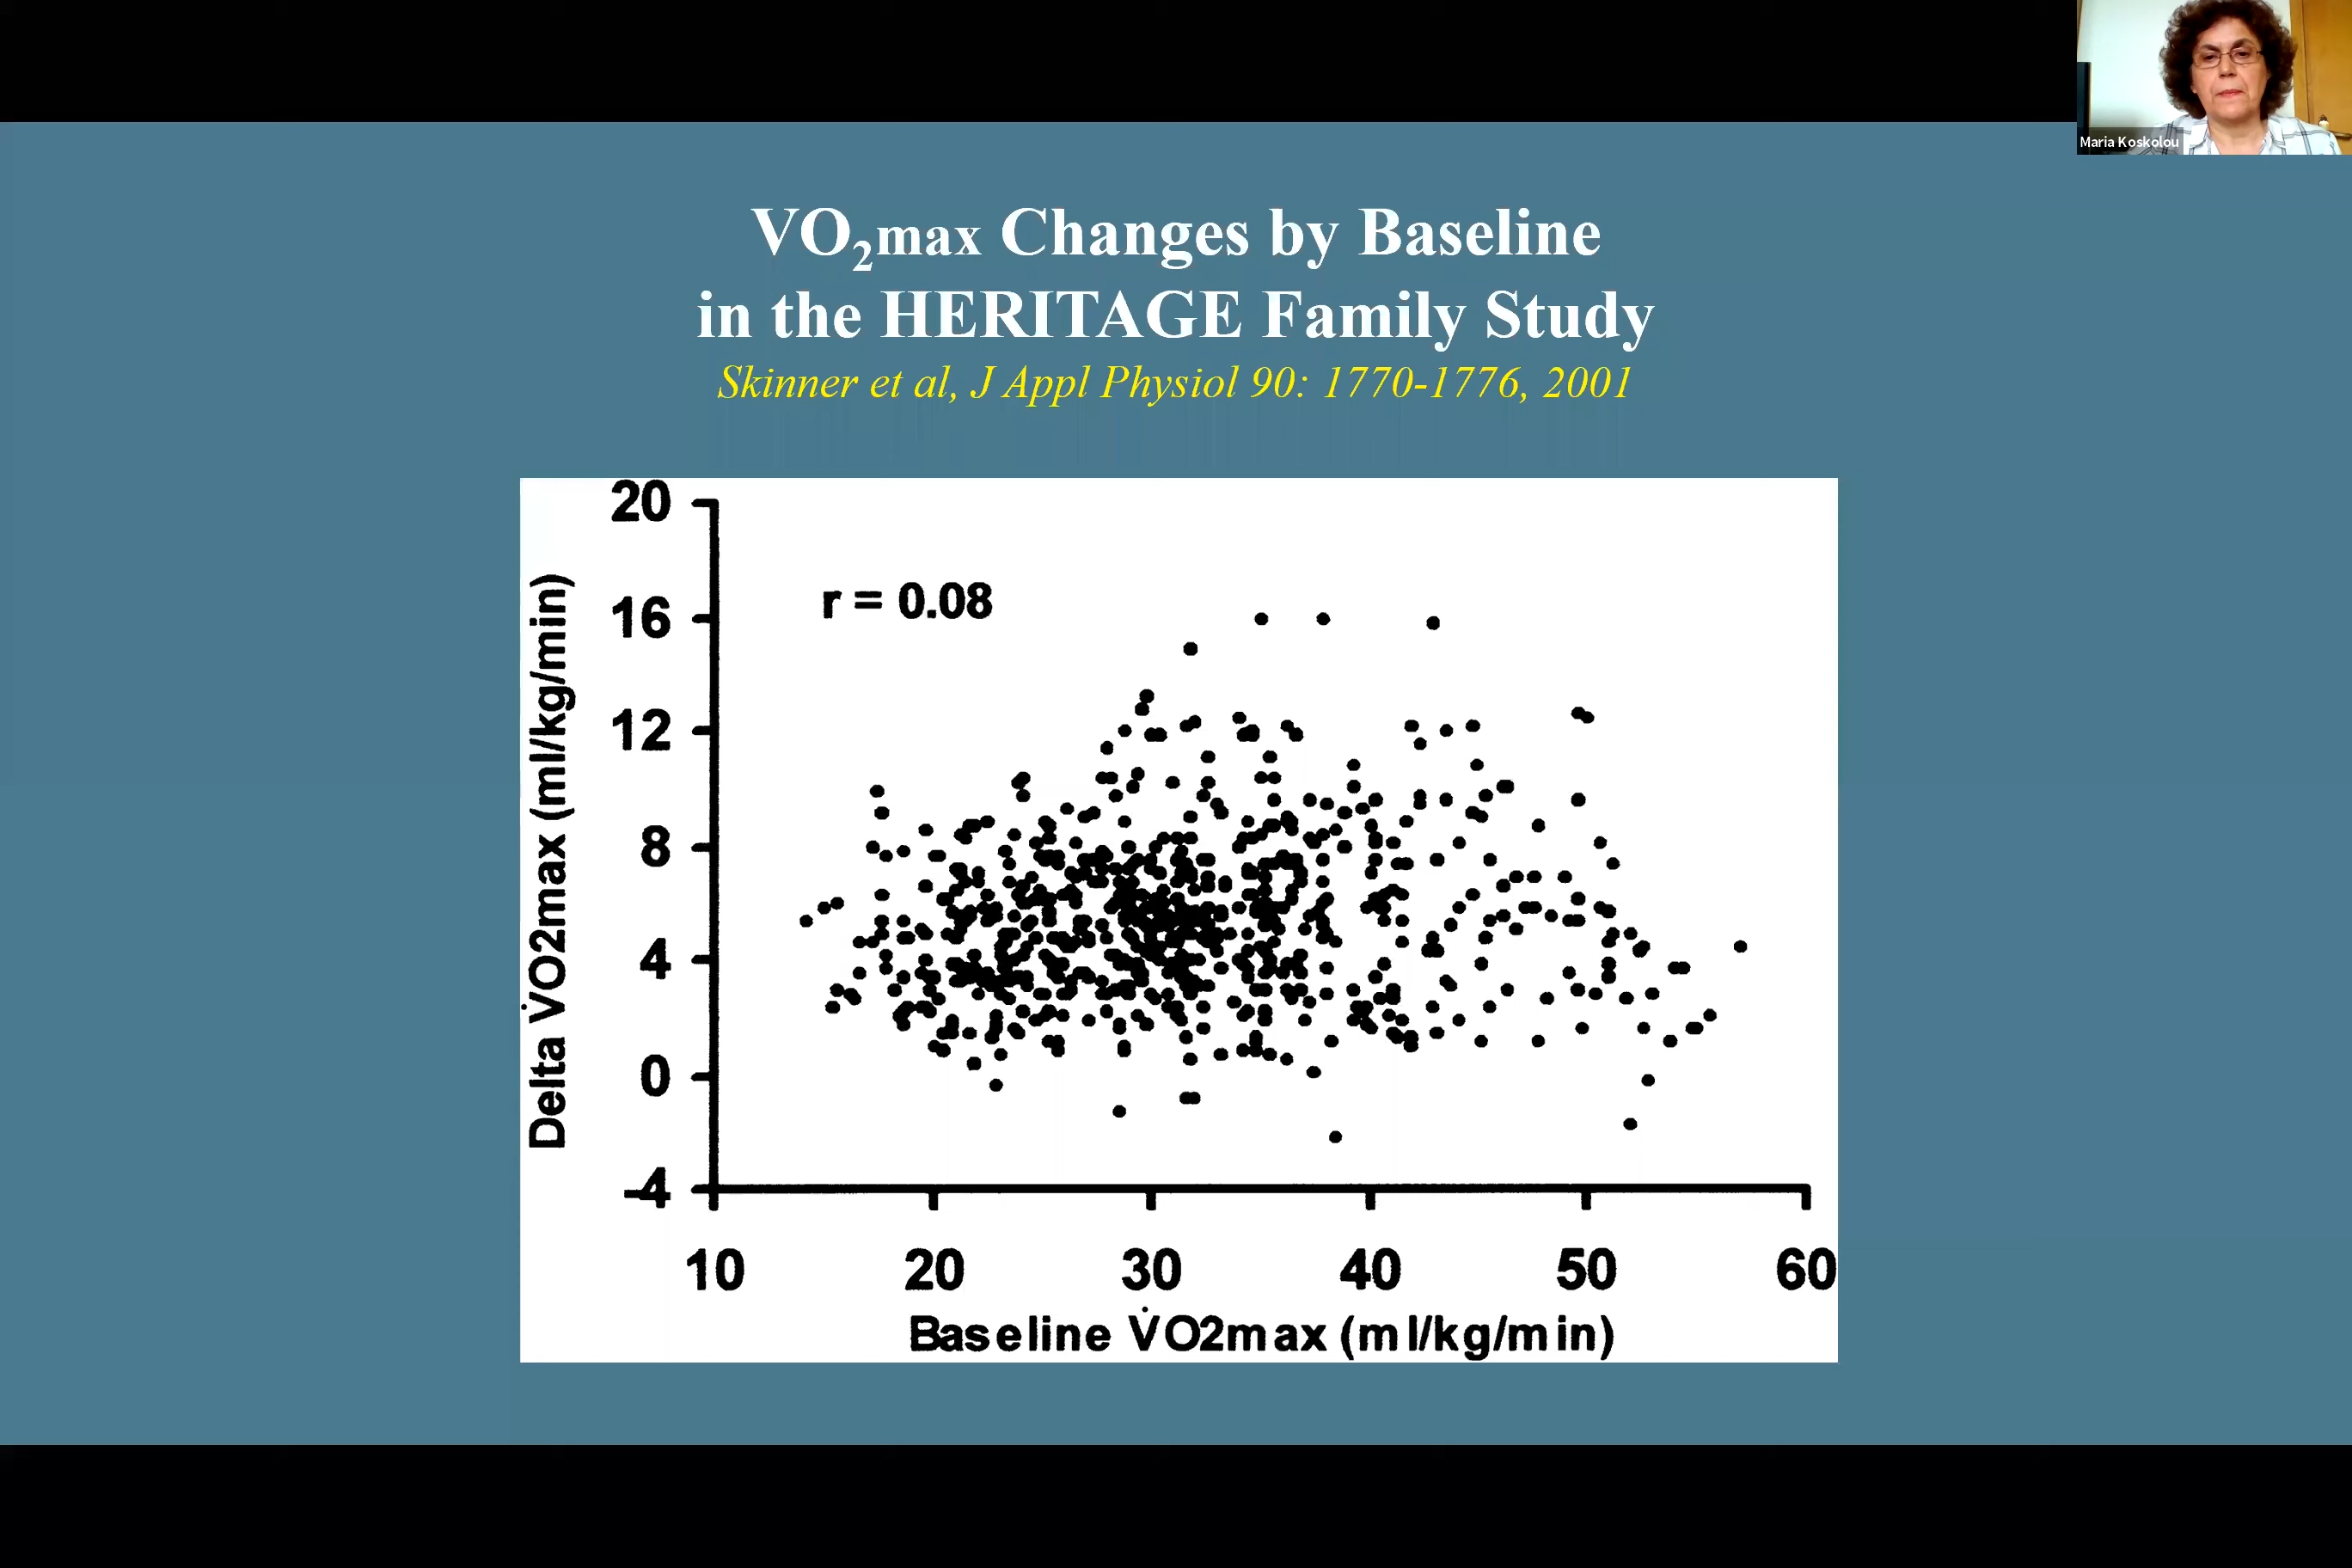 Maria Koskolou
VO₂max Changes by Baseline
in the HERITAGE Family Study
Skinner et al, J Appl Physiol 90: 1770-1776, 2001
20
16
12
8
4
0
-4
r = 0.08
Delta V̇O2max (ml/kg/min)
10 20 30 40 50 60
Baseline V̇O2max (ml/kg/min)